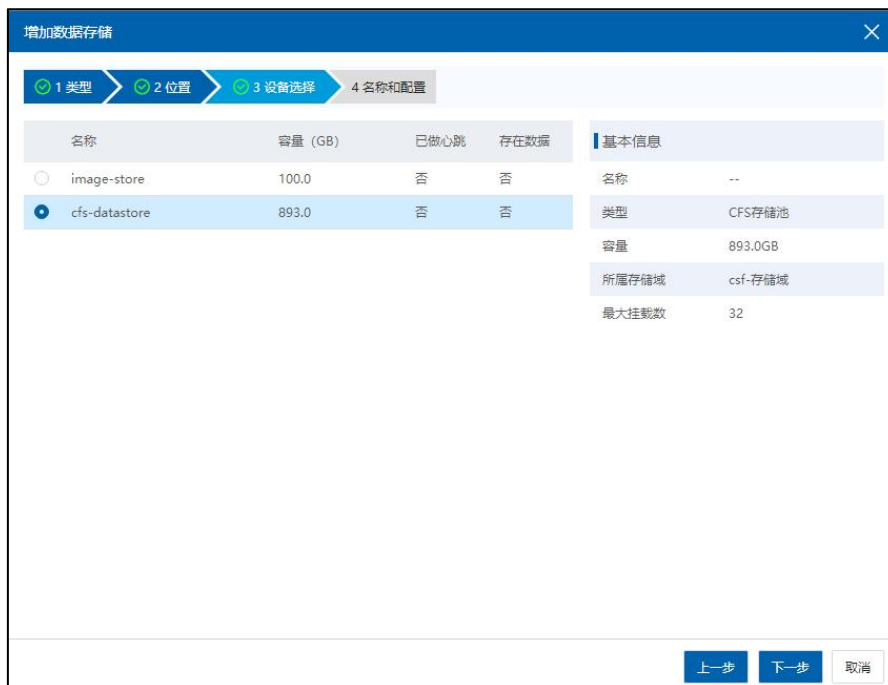 增加数据存储
1 类型 2 位置 3 设备选择 4 名称和配置
名称 容量（GB） 已做心跳 存在数据
image-store 100.0 否 否
cfs-datastore 893.0 否 否
基本信息
名称 --
类型 CFS存储池
容量 893.0GB
所属存储域 csf-存储域
最大挂载数 32
上一步 下一步 取消